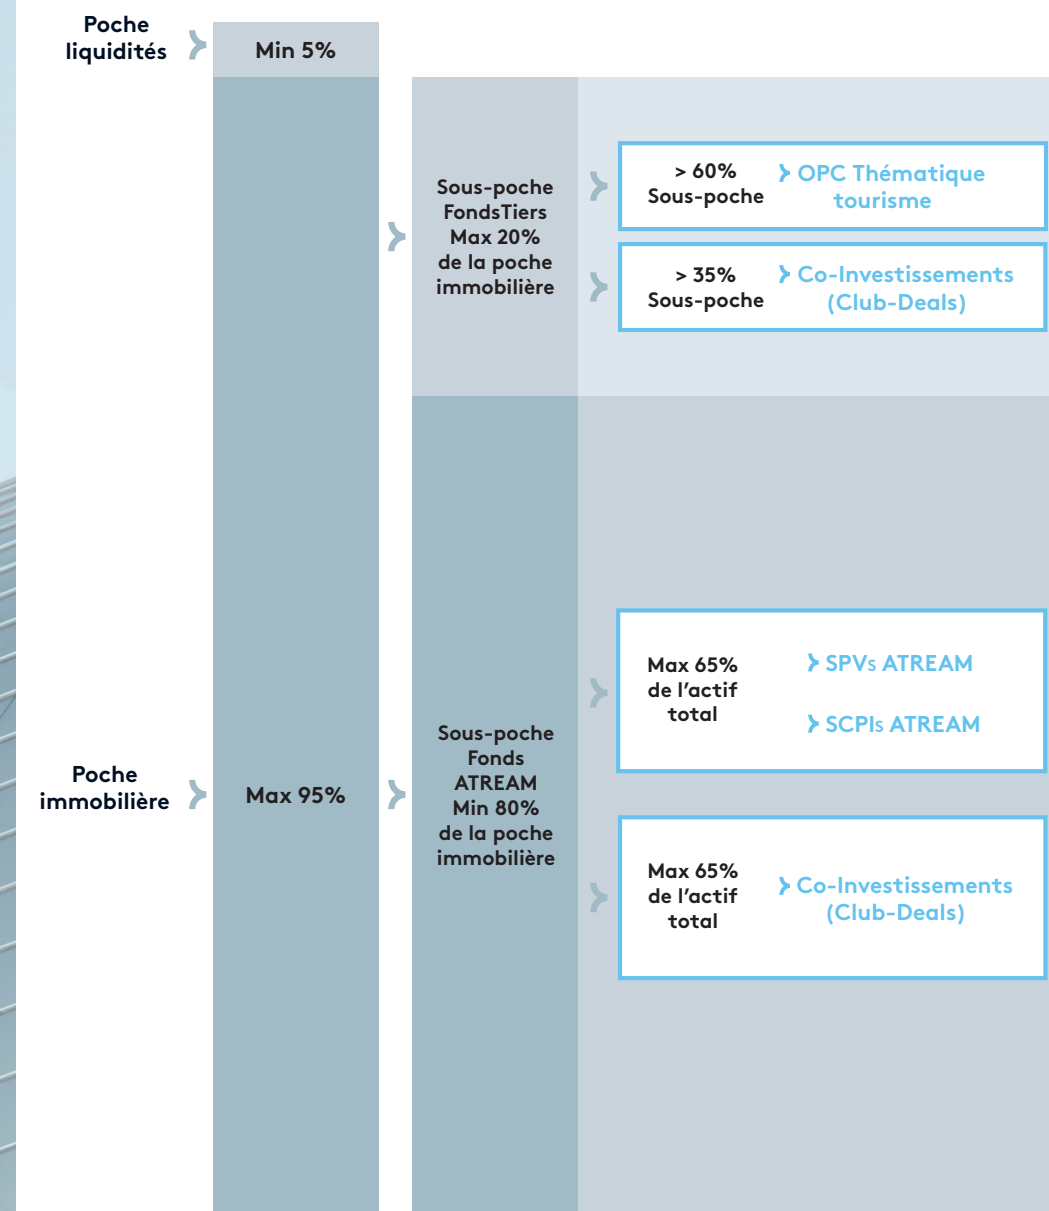 Poche
liquidités
Min 5%
Sous-poche
FondsTiers
Max 20%
de la poche
immobilière
> 60%
Sous-poche
OPC Thématique
tourisme
> 35%
Sous-poche
Co-Investissements
(Club-Deals)
Poche
immobilière
Max 95%
Sous-poche
Fonds
ATREAM
Min 80%
de la poche
immobilière
Max 65%
de l'actif
total
SPVs ATREAM
SCPIs ATREAM
Max 65%
de l'actif
total
Co-Investissements
(Club-Deals)